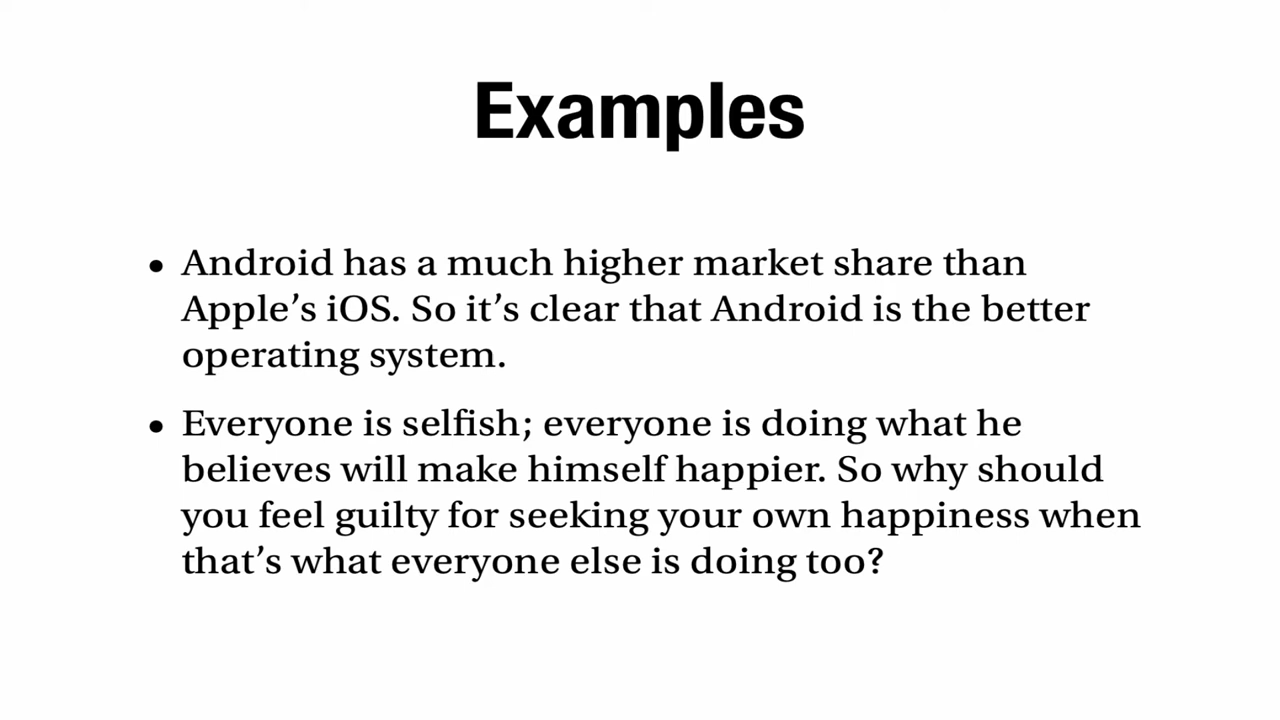 Examples
• Android has a much higher market share than
Apple’s iOS. So it’s clear that Android is the better
operating system.
• Everyone is selfish; everyone is doing what he
believes will make himself happier. So why should
you feel guilty for seeking your own happiness when
that’s what everyone else is doing too?